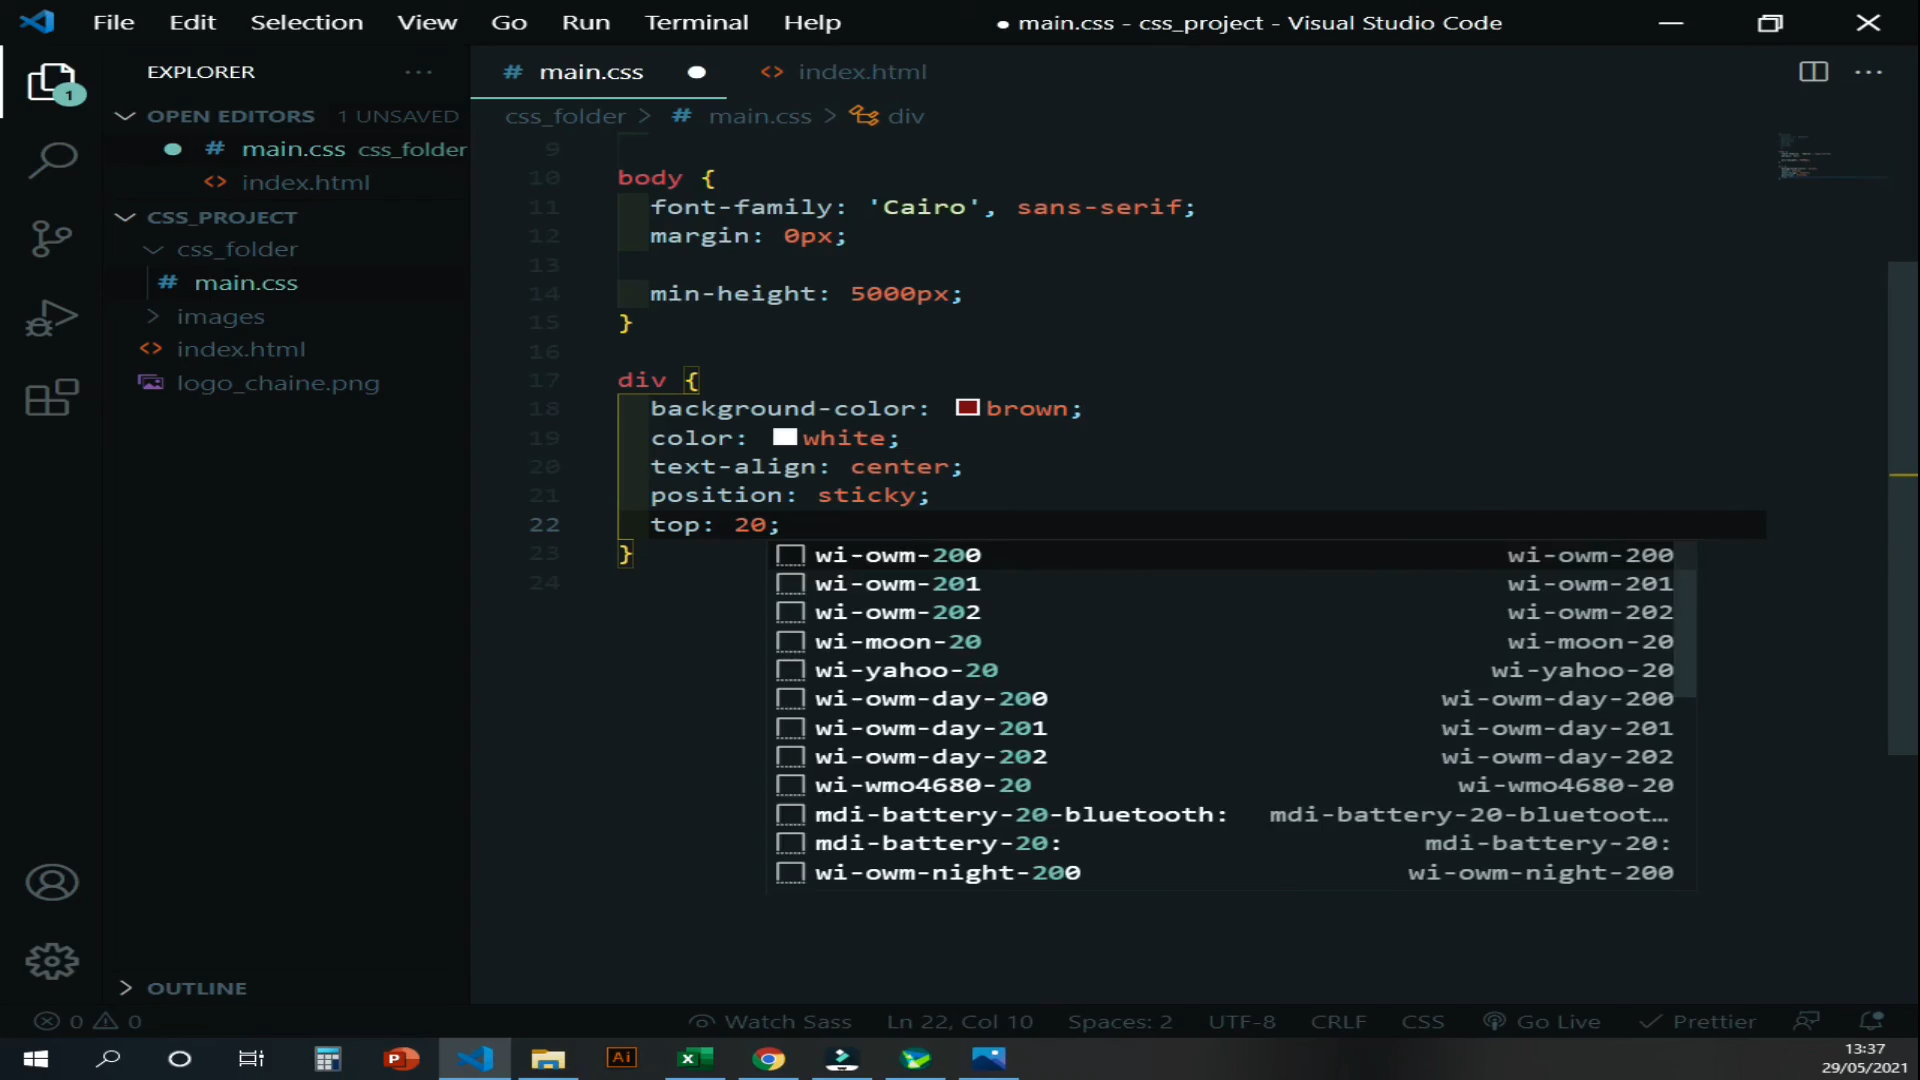 File Edit Selection View Go Run Terminal Help ● main.css - css_project - Visual Studio Code
EXPLORER ...
OPEN EDITORS 1 UNSAVED
● # main.css css_folder
<> index.html
CSS_PROJECT
css_folder
# main.css
images
<> index.html
logo_chaine.png
OUTLINE
1
# main.css ● <> index.html
css_folder > # main.css > div
9
10 body {
11 font-family: 'Cairo', sans-serif;
12 margin: 0px;
13
14 min-height: 5000px;
15 }
16
17 div {
18 background-color: brown;
19 color: white;
20 text-align: center;
21 position: sticky;
22 top: 20;
23 }
24
wi-owm-200 wi-owm-200
wi-owm-201 wi-owm-201
wi-owm-202 wi-owm-202
wi-moon-20 wi-moon-20
wi-yahoo-20 wi-yahoo-20
wi-owm-day-200 wi-owm-day-200
wi-owm-day-201 wi-owm-day-201
wi-owm-day-202 wi-owm-day-202
wi-wmo4680-20 wi-wmo4680-20
mdi-battery-20-bluetooth: mdi-battery-20-bluetoot…
mdi-battery-20: mdi-battery-20:
wi-owm-night-200 wi-owm-night-200
0 0 Watch Sass Ln 22, Col 10 Spaces: 2 UTF-8 CRLF CSS Go Live Prettier
P Ai X
13:37
29/05/2021